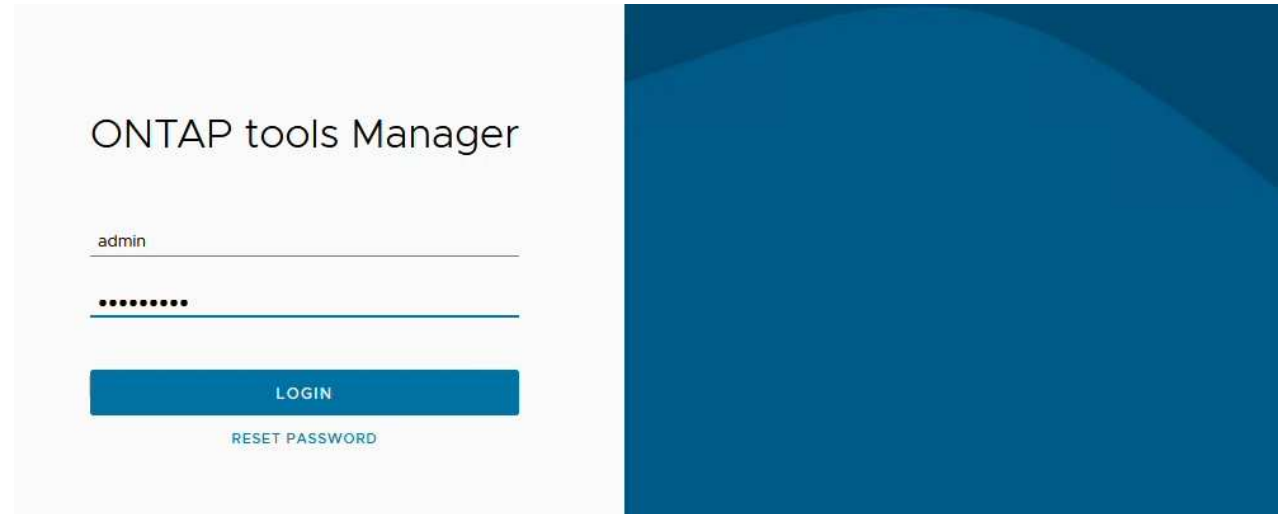 ONTAP tools Manager
admin
•••••••••
LOGIN
RESET PASSWORD